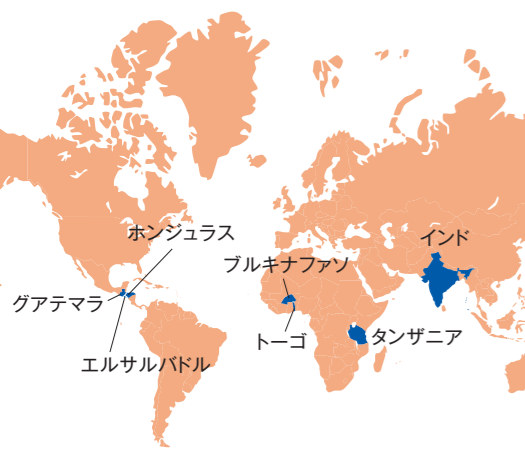 ホンジュラス
インド
ブルキナファソ
グアテマラ
トーゴ
タンザニア
エルサルバドル